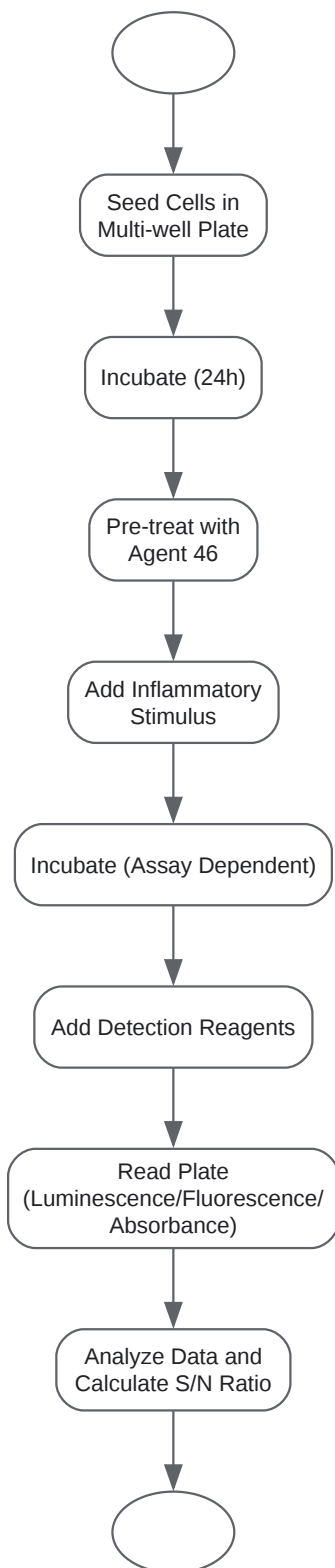 Seed Cells in
Multi-well Plate
Incubate (24h)
Pre-treat with
Agent 46
Add Inflammatory
Stimulus
Incubate (Assay Dependent)
Add Detection Reagents
Read Plate
(Luminescence/Fluorescence/
Absorbance)
Analyze Data and
Calculate S/N Ratio